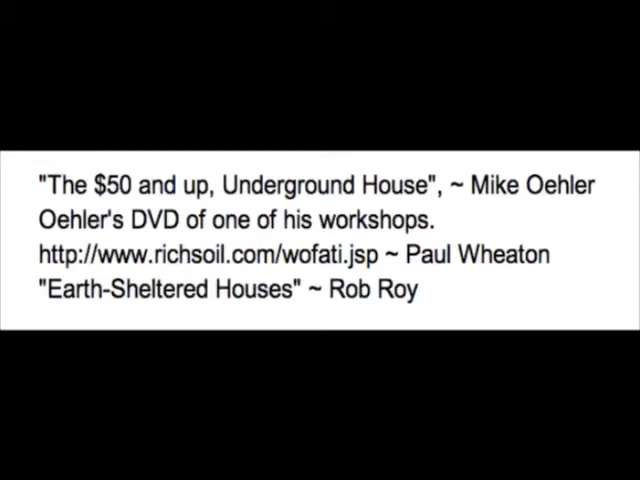 "The $50 and up, Underground House", ~ Mike Oehler
Oehler's DVD of one of his workshops.
http://www.richsoil.com/wofati.jsp ~ Paul Wheaton
"Earth-Sheltered Houses" ~ Rob Roy